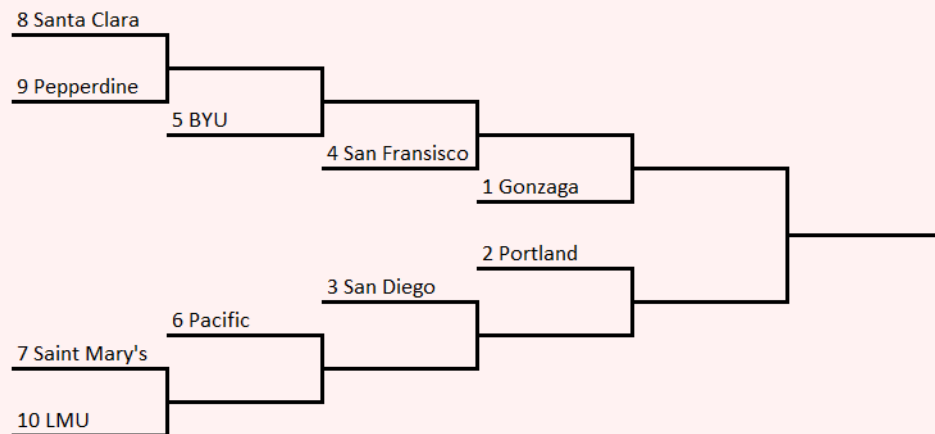 8 Santa Clara
9 Pepperdine
5 BYU
4 San Fransisco
1 Gonzaga
2 Portland
3 San Diego
6 Pacific
7 Saint Mary's
10 LMU